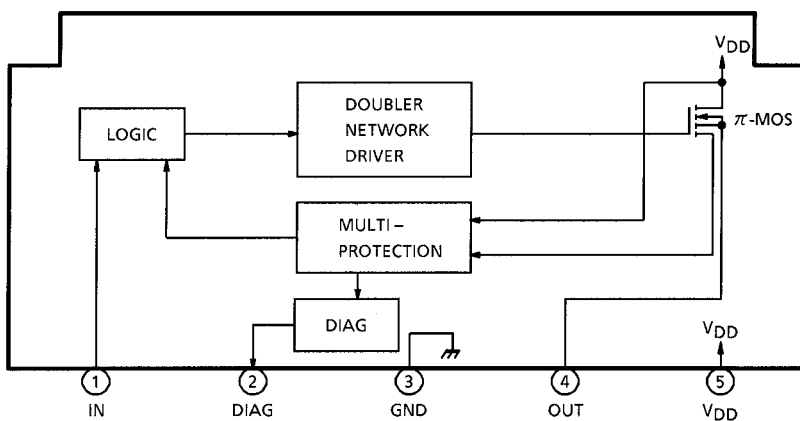 VDD
DOUBLER
NETWORK
DRIVER
LOGIC
π-MOS
MULTI–
PROTECTION
DIAG
VDD
1
2
3
4
5
IN
DIAG
GND
OUT
VDD